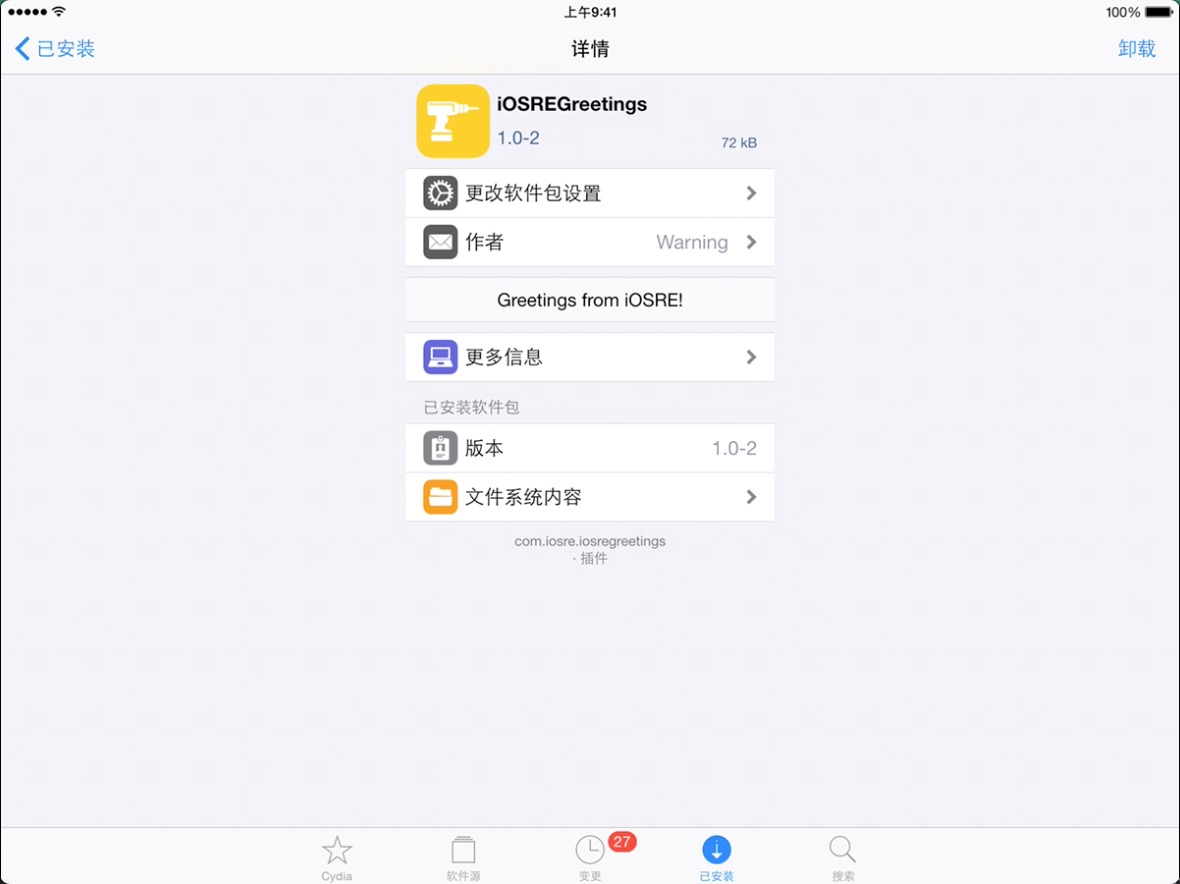 上午9:41
100%
已安装
详情
卸载
iOSREGreetings
1.0-2
72 kB
更改软件包设置
作者
Warning
Greetings from iOSRE!
更多信息
已安装软件包
版本
1.0-2
文件系统内容
com.iosre.iosregreetings
· 插件
27
Cydia
软件源
变更
已安装
搜索